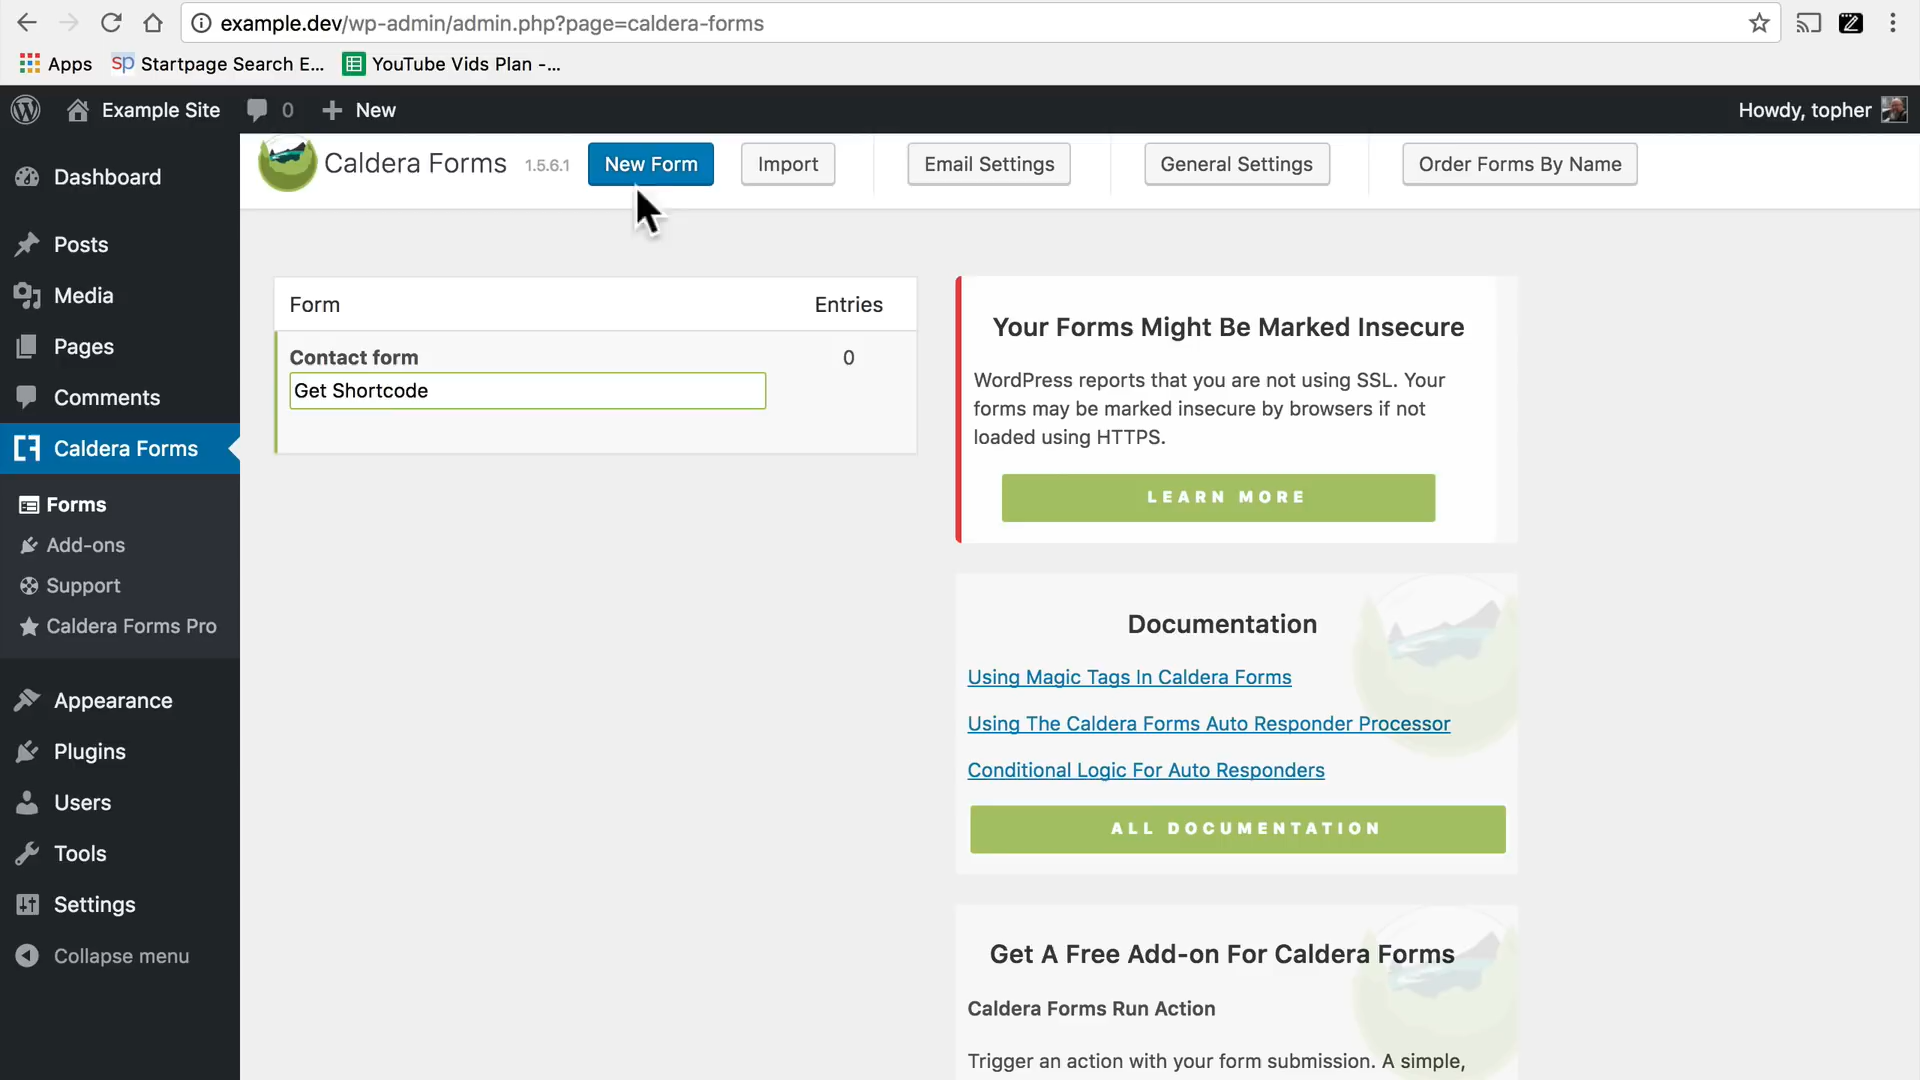 example.dev/wp-admin/admin.php?page=caldera-forms
Apps
Startpage Search E...
YouTube Vids Plan -...
Example Site
0
New
Howdy, topher
Caldera Forms
1.5.6.1
New Form
Import
Email Settings
General Settings
Order Forms By Name
Dashboard
Posts
Media
Pages
Comments
Caldera Forms
Forms
Add-ons
Support
Caldera Forms Pro
Appearance
Plugins
Users
Tools
Settings
Collapse menu
Form
Entries
Contact form
0
Get Shortcode
Your Forms Might Be Marked Insecure
WordPress reports that you are not using SSL. Your
forms may be marked insecure by browsers if not
loaded using HTTPS.
LEARN MORE
Documentation
Using Magic Tags In Caldera Forms
Using The Caldera Forms Auto Responder Processor
Conditional Logic For Auto Responders
ALL DOCUMENTATION
Get A Free Add-on For Caldera Forms
Caldera Forms Run Action
Trigger an action with your form submission. A simple,